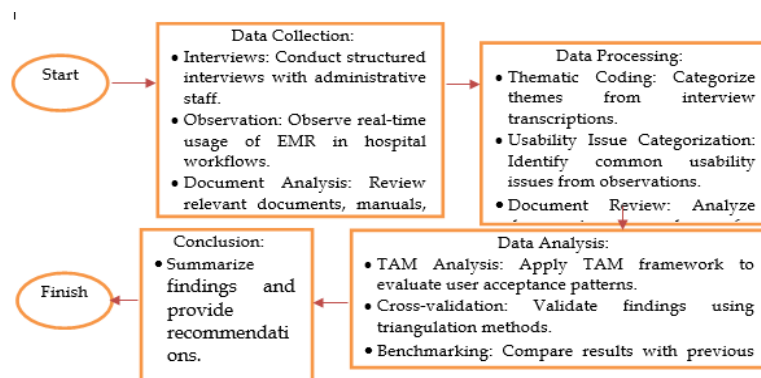 Start
Data Collection:
• Interviews: Conduct structured
interviews with administrative
staff.
• Observation: Observe real-time
usage of EMR in hospital
workflows.
• Document Analysis: Review
relevant documents, manuals,
Data Processing:
• Thematic Coding: Categorize
themes from interview
transcriptions.
• Usability Issue Categorization:
Identify common usability
issues from observations.
• Document Review: Analyze
Data Analysis:
• TAM Analysis: Apply TAM framework to
evaluate user acceptance patterns.
• Cross-validation: Validate findings using
triangulation methods.
• Benchmarking: Compare results with previous
Conclusion:
• Summarize
findings and
provide
recommendati
ons.
Finish